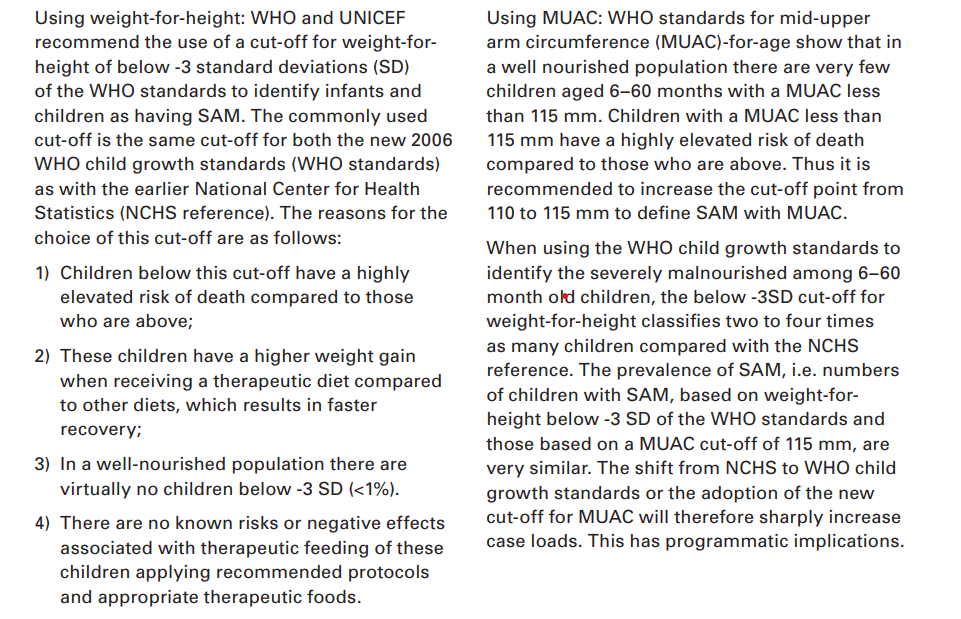 Using weight-for-height: WHO and UNICEF
recommend the use of a cut-off for weight-for-
height of below -3 standard deviations (SD)
of the WHO standards to identify infants and
children as having SAM. The commonly used
cut-off is the same cut-off for both the new 2006
WHO child growth standards (WHO standards)
as with the earlier National Center for Health
Statistics (NCHS reference). The reasons for the
choice of this cut-off are as follows:
1) Children below this cut-off have a highly
elevated risk of death compared to those
who are above;
2) These children have a higher weight gain
when receiving a therapeutic diet compared
to other diets, which results in faster
recovery;
3) In a well-nourished population there are
virtually no children below -3 SD (<1%).
4) There are no known risks or negative effects
associated with therapeutic feeding of these
children applying recommended protocols
and appropriate therapeutic foods.
Using MUAC: WHO standards for mid-upper
arm circumference (MUAC)-for-age show that in
a well nourished population there are very few
children aged 6–60 months with a MUAC less
than 115 mm. Children with a MUAC less than
115 mm have a highly elevated risk of death
compared to those who are above. Thus it is
recommended to increase the cut-off point from
110 to 115 mm to define SAM with MUAC.
When using the WHO child growth standards to
identify the severely malnourished among 6–60
month old children, the below -3SD cut-off for
weight-for-height classifies two to four times
as many children compared with the NCHS
reference. The prevalence of SAM, i.e. numbers
of children with SAM, based on weight-for-
height below -3 SD of the WHO standards and
those based on a MUAC cut-off of 115 mm, are
very similar. The shift from NCHS to WHO child
growth standards or the adoption of the new
cut-off for MUAC will therefore sharply increase
case loads. This has programmatic implications.